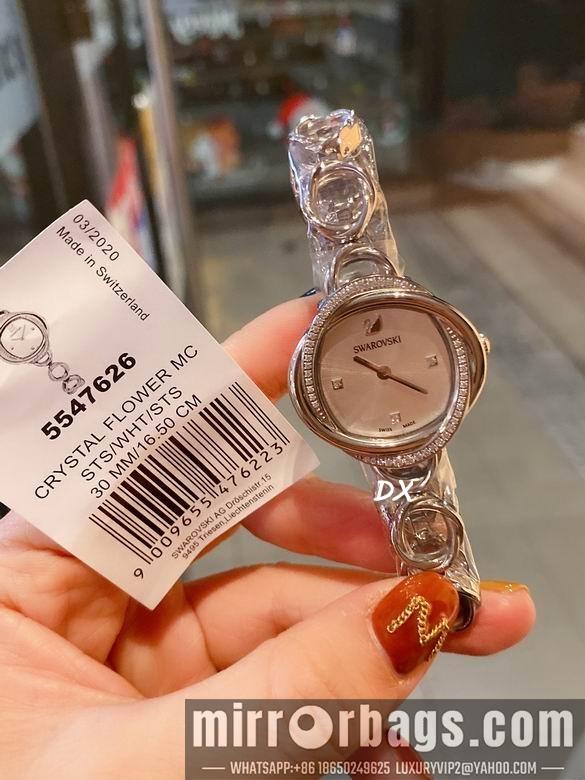 03/2020
Made in Switzerland
5547626
CRYSTAL FLOWER MC
STS/WHT/STS
30 MM/16.50 CM
9 009655 476223
SWAROVSKI AG Dröschistr 15
9495 Triesen, Liechtenstein
SWAROVSKI
SWISS MADE
DX
mirrorbags.com
WHATSAPP:+86 18650249625 LUXURYVIP2@YAHOO.COM